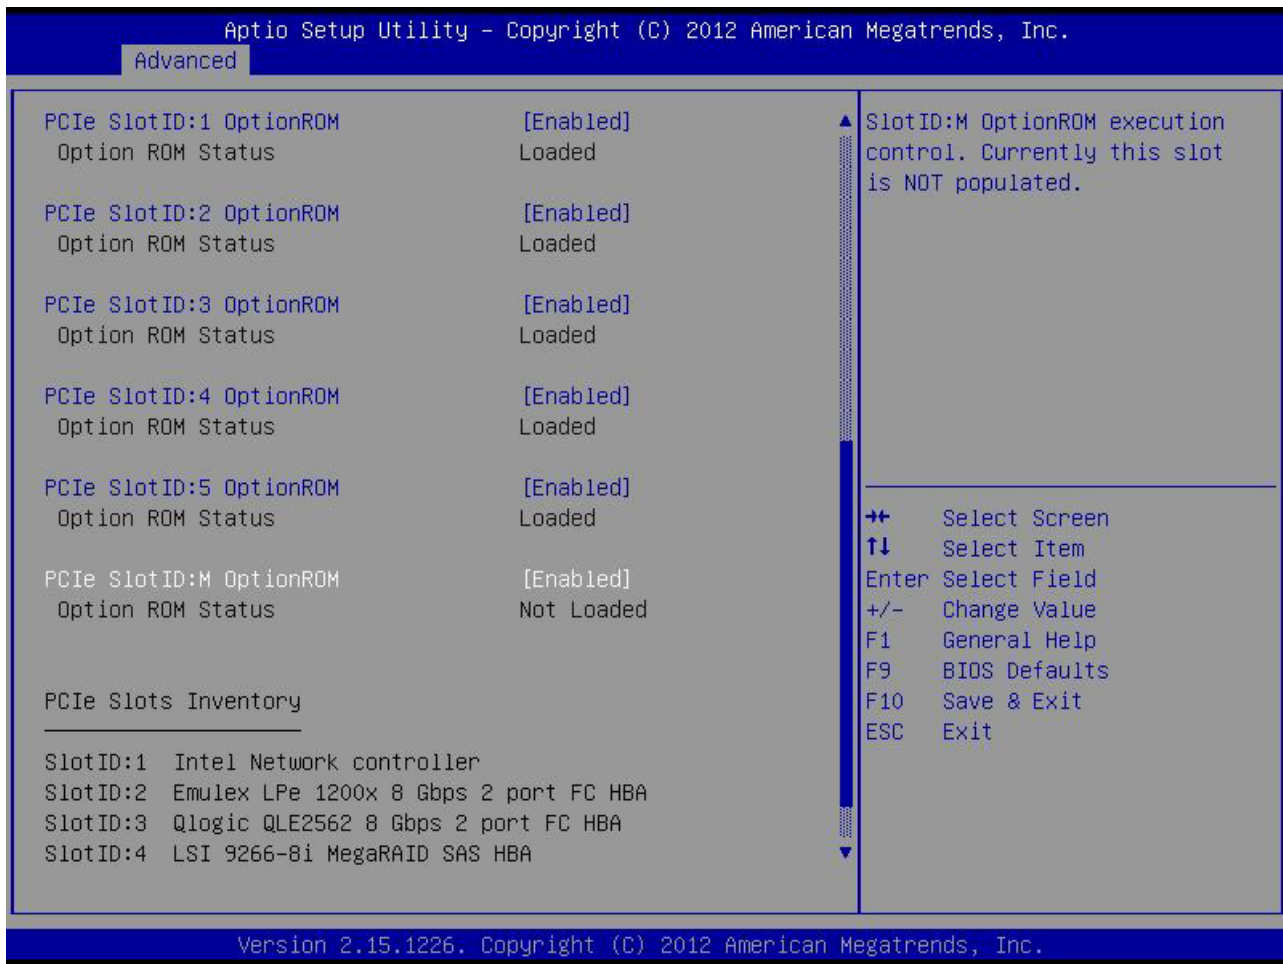 Aptio Setup Utility – Copyright (C) 2012 American Megatrends, Inc.
Advanced
PCIe SlotID:1 OptionROM [Enabled]
Option ROM Status Loaded
PCIe SlotID:2 OptionROM [Enabled]
Option ROM Status Loaded
PCIe SlotID:3 OptionROM [Enabled]
Option ROM Status Loaded
PCIe SlotID:4 OptionROM [Enabled]
Option ROM Status Loaded
PCIe SlotID:5 OptionROM [Enabled]
Option ROM Status Loaded
PCIe SlotID:M OptionROM [Enabled]
Option ROM Status Not Loaded
PCIe Slots Inventory
SlotID:1 Intel Network controller
SlotID:2 Emulex LPe 1200x 8 Gbps 2 port FC HBA
SlotID:3 Qlogic QLE2562 8 Gbps 2 port FC HBA
SlotID:4 LSI 9266-8i MegaRAID SAS HBA
SlotID:M OptionROM execution
control. Currently this slot
is NOT populated.
→← Select Screen
↑↓ Select Item
Enter Select Field
+/- Change Value
F1 General Help
F9 BIOS Defaults
F10 Save & Exit
ESC Exit
Version 2.15.1226. Copyright (C) 2012 American Megatrends, Inc.